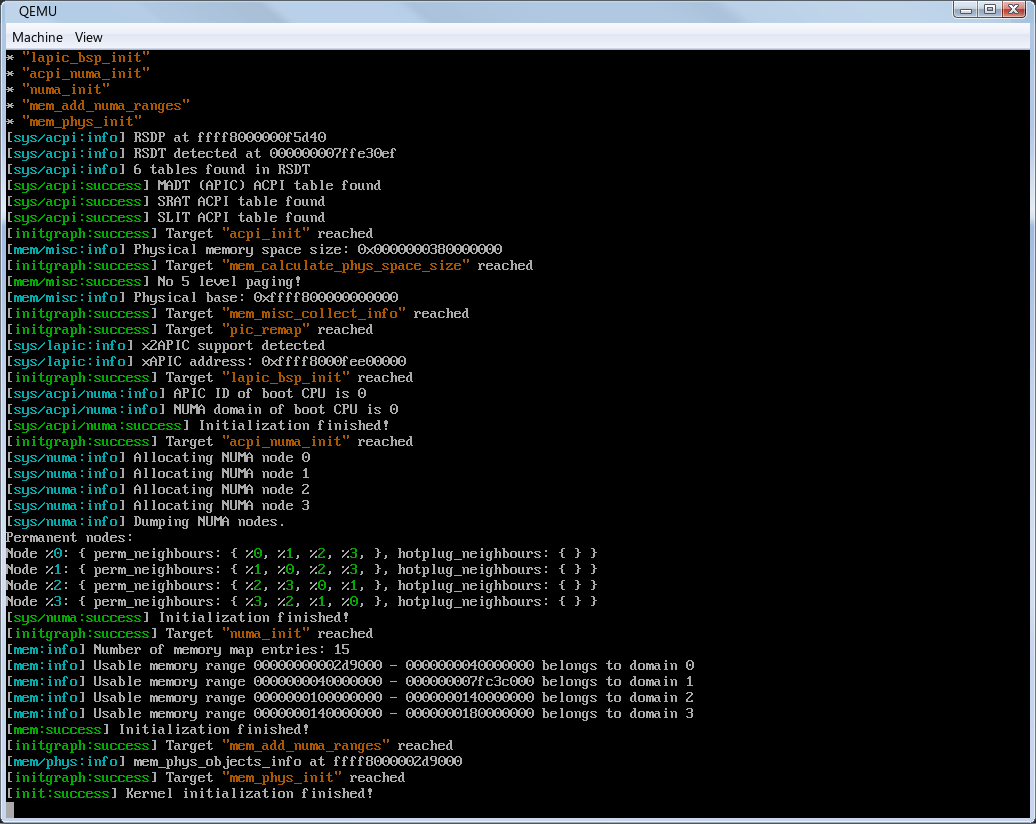 QEMU
Machine View
* "lapic_bsp_init"
* "acpi_numa_init"
* "numa_init"
* "mem_add_numa_ranges"
* "mem_phys_init"
[sys/acpi:info] RSDP at ffff8000000f5d40
[sys/acpi:info] RSDT detected at 000000007ffe30ef
[sys/acpi:info] 6 tables found in RSDT
[sys/acpi:success] MADT (APIC) ACPI table found
[sys/acpi:success] SRAT ACPI table found
[sys/acpi:success] SLIT ACPI table found
[initgraph:success] Target "acpi_init" reached
[mem/misc:info] Physical memory space size: 0x0000000380000000
[initgraph:success] Target "mem_calculate_phys_space_size" reached
[mem/misc:success] No 5 level paging!
[mem/misc:info] Physical base: 0xffff800000000000
[initgraph:success] Target "mem_misc_collect_info" reached
[initgraph:success] Target "pic_remap" reached
[sys/lapic:info] x2APIC support detected
[sys/lapic:info] xAPIC address: 0xffff8000fee00000
[initgraph:success] Target "lapic_bsp_init" reached
[sys/acpi/numa:info] APIC ID of boot CPU is 0
[sys/acpi/numa:info] NUMA domain of boot CPU is 0
[sys/acpi/numa:success] Initialization finished!
[initgraph:success] Target "acpi_numa_init" reached
[sys/numa:info] Allocating NUMA node 0
[sys/numa:info] Allocating NUMA node 1
[sys/numa:info] Allocating NUMA node 2
[sys/numa:info] Allocating NUMA node 3
[sys/numa:info] Dumping NUMA nodes.
Permanent nodes:
Node %0: { perm_neighbours: { %0, %1, %2, %3, }, hotplug_neighbours: { } }
Node %1: { perm_neighbours: { %1, %0, %2, %3, }, hotplug_neighbours: { } }
Node %2: { perm_neighbours: { %2, %3, %0, %1, }, hotplug_neighbours: { } }
Node %3: { perm_neighbours: { %3, %2, %1, %0, }, hotplug_neighbours: { } }
[sys/numa:success] Initialization finished!
[initgraph:success] Target "numa_init" reached
[mem:info] Number of memory map entries: 15
[mem:info] Usable memory range 00000000002d9000 - 0000000040000000 belongs to domain 0
[mem:info] Usable memory range 0000000040000000 - 000000007fc3c000 belongs to domain 1
[mem:info] Usable memory range 0000000100000000 - 0000000140000000 belongs to domain 2
[mem:info] Usable memory range 0000000140000000 - 0000000180000000 belongs to domain 3
[mem:success] Initialization finished!
[initgraph:success] Target "mem_add_numa_ranges" reached
[mem/phys:info] mem_phys_objects_info at ffff8000002d9000
[initgraph:success] Target "mem_phys_init" reached
[init:success] Kernel initialization finished!